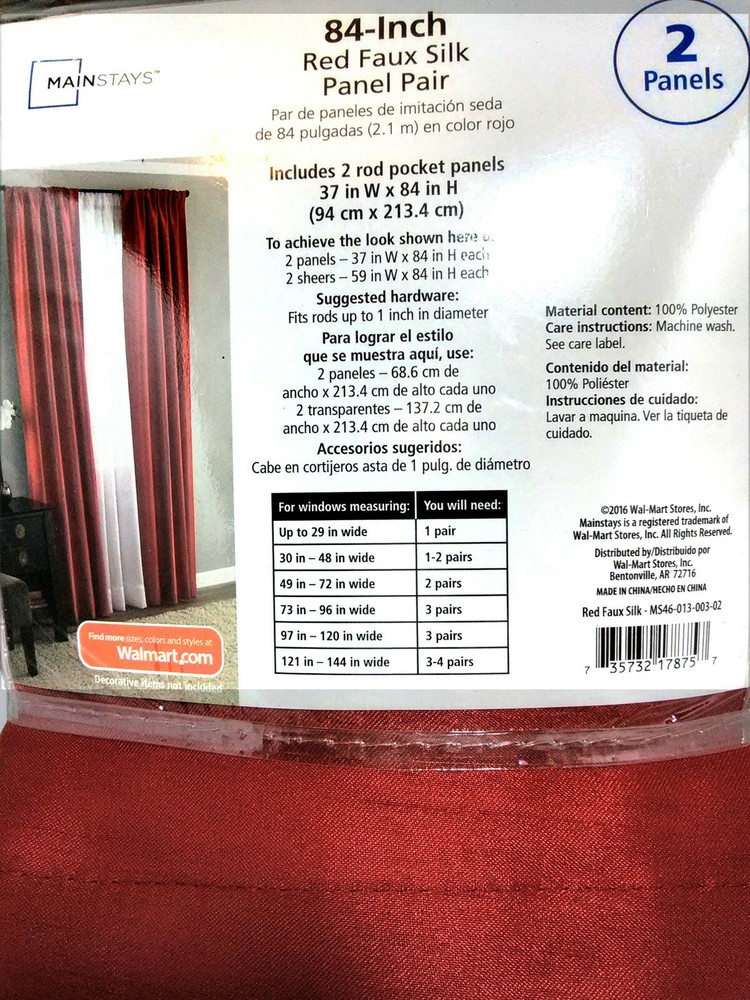 MAINSTAYS™
84-Inch
Red Faux Silk
Panel Pair
Par de paneles de imitación seda
de 84 pulgadas (2.1 m) en color rojo
2
Panels
Includes 2 rod pocket panels
37 in W x 84 in H
(94 cm x 213.4 cm)
To achieve the look shown here
2 panels – 37 in W x 84 in H each
2 sheers – 59 in W x 84 in H each
Suggested hardware:
Fits rods up to 1 inch in diameter
Para lograr el estilo
que se muestra aquí, use:
2 paneles – 68.6 cm de
ancho x 213.4 cm de alto cada uno
2 transparentes – 137.2 cm de
ancho x 213.4 cm de alto cada uno
Accesorios sugeridos:
Cabe en cortijeros asta de 1 pulg. de diámetro
For windows measuring: You will need:
Up to 29 in wide 1 pair
30 in – 48 in wide 1-2 pairs
49 in – 72 in wide 2 pairs
73 in – 96 in wide 3 pairs
97 in – 120 in wide 3 pairs
121 in – 144 in wide 3-4 pairs
Material content: 100% Polyester
Care instructions: Machine wash.
See care label.
Contenido del material:
100% Poliéster
Instrucciones de cuidado:
Lavar a maquina. Ver la tiqueta de
cuidado.
©2016 Wal-Mart Stores, Inc.
Mainstays is a registered trademark of
Wal-Mart Stores, Inc. All Rights Reserved.
Distributed by/Distribuido por
Wal-Mart Stores, Inc.
Bentonville, AR 72716
MADE IN CHINA/HECHO EN CHINA
Red Faux Silk - MS46-013-003-02
7 35732 17875 7
Find more sizes, colors and styles at
Walmart.com
Decorative items not included